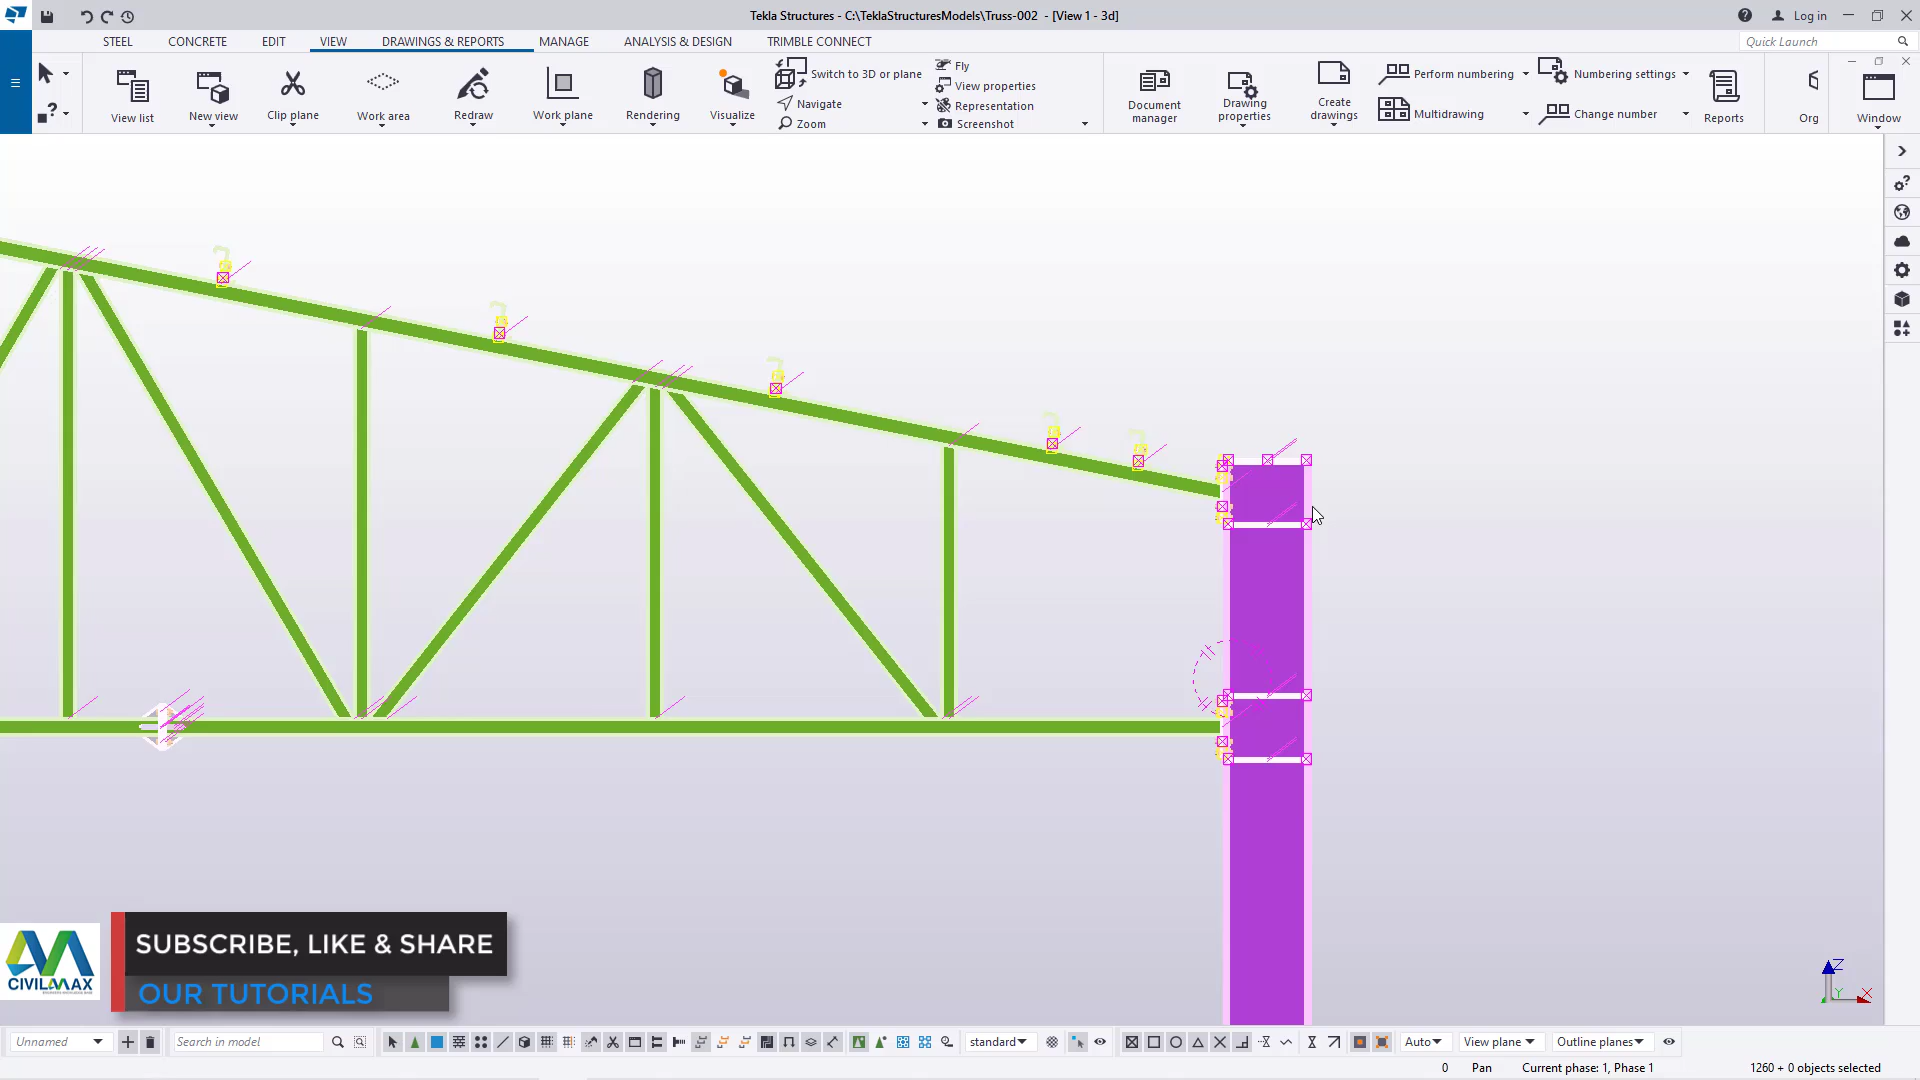 Tekla Structures - C:\TeklaStructuresModels\Truss-002 - [View 1 - 3d]
Log in
STEEL
CONCRETE
EDIT
VIEW
DRAWINGS & REPORTS
MANAGE
ANALYSIS & DESIGN
TRIMBLE CONNECT
Quick Launch
View list
New view
Clip plane
Work area
Redraw
Work plane
Rendering
Visualize
Switch to 3D or plane
Navigate
Zoom
Fly
View properties
Representation
Screenshot
Document manager
Drawing properties
Create drawings
Perform numbering
Multidrawing
Numbering settings
Change number
Reports
Org
Window
SUBSCRIBE, LIKE & SHARE
OUR TUTORIALS
CIVILMAX
Z
Y
X
Unnamed
Search in model
standard
Auto
View plane
Outline planes
0
Pan
Current phase: 1, Phase 1
1260 + 0 objects selected